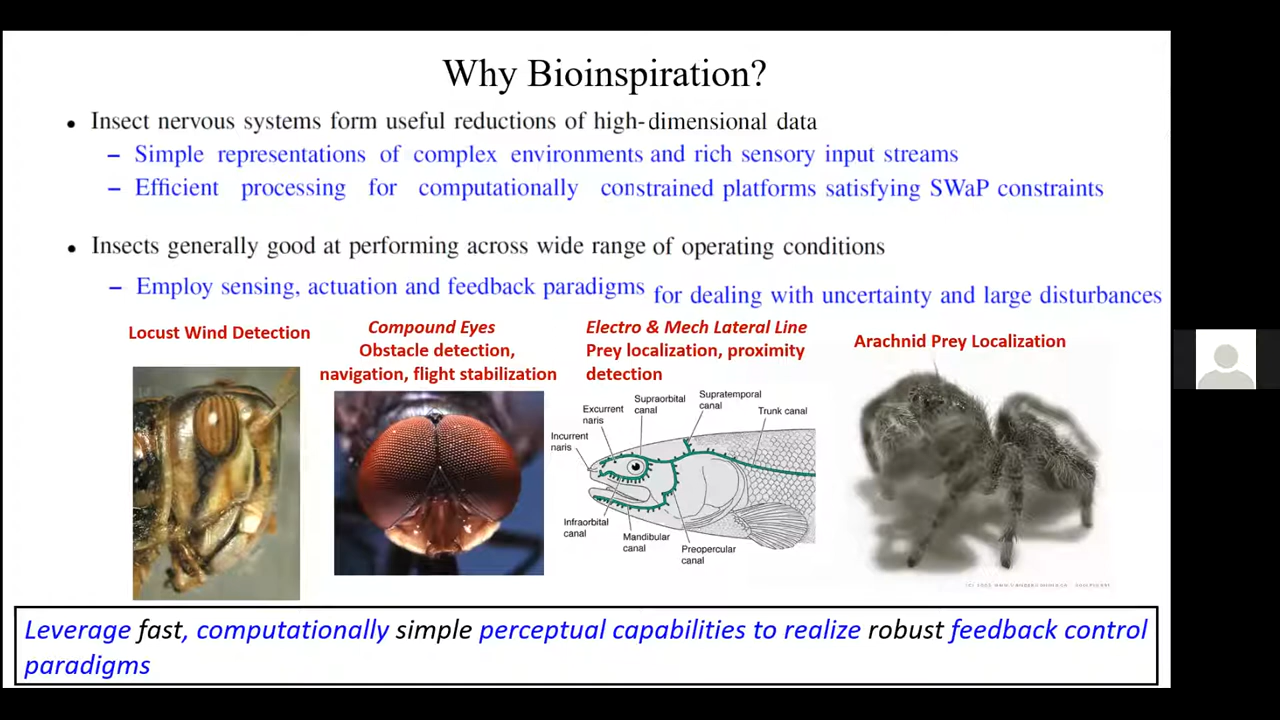 Why Bioinspiration?
• Insect nervous systems form useful reductions of high-dimensional data
– Simple representations of complex environments and rich sensory input streams
– Efficient processing for computationally constrained platforms satisfying SWaP constraints
• Insects generally good at performing across wide range of operating conditions
– Employ sensing, actuation and feedback paradigms for dealing with uncertainty and large disturbances
Locust Wind Detection
Compound Eyes
Obstacle detection,
navigation, flight stabilization
Electro & Mech Lateral Line
Prey localization, proximity
detection
Arachnid Prey Localization
Incurrent
naris
Excurrent
naris
Supraorbital
canal
Supratemporal
canal
Trunk canal
Infraorbital
canal
Mandibular
canal
Preopercular
canal
Leverage fast, computationally simple perceptual capabilities to realize robust feedback control
paradigms